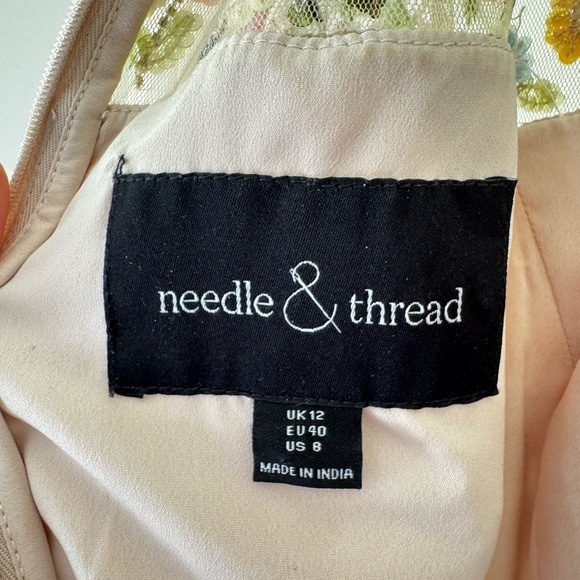 needle & thread
UK 12
EU 40
US 8
MADE IN INDIA